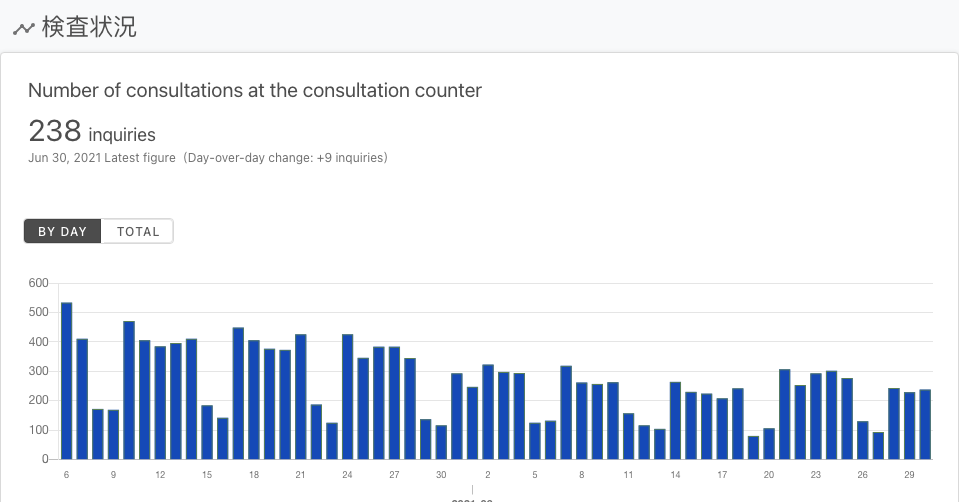 検査状況
Number of consultations at the consultation counter
238 inquiries
Jun 30, 2021 Latest figure (Day-over-day change: +9 inquiries)
BY DAY TOTAL
600
500
400
300
200
100
0
6 9 12 15 18 21 24 27 30 2 5 8 11 14 17 20 23 26 29